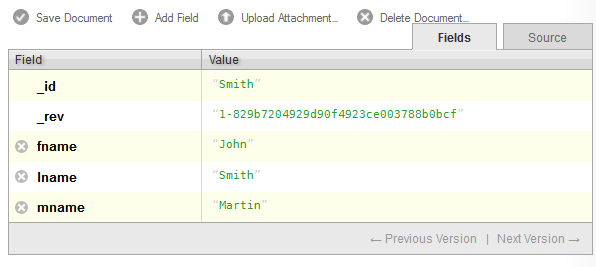 Save Document Add Field Upload Attachment... Delete Document...
Fields Source
Field Value
_id "Smith"
_rev "1-829b7204929d90f4923ce003788b0bcf"
fname "John"
lname "Smith"
mname "Martin"
← Previous Version | Next Version →